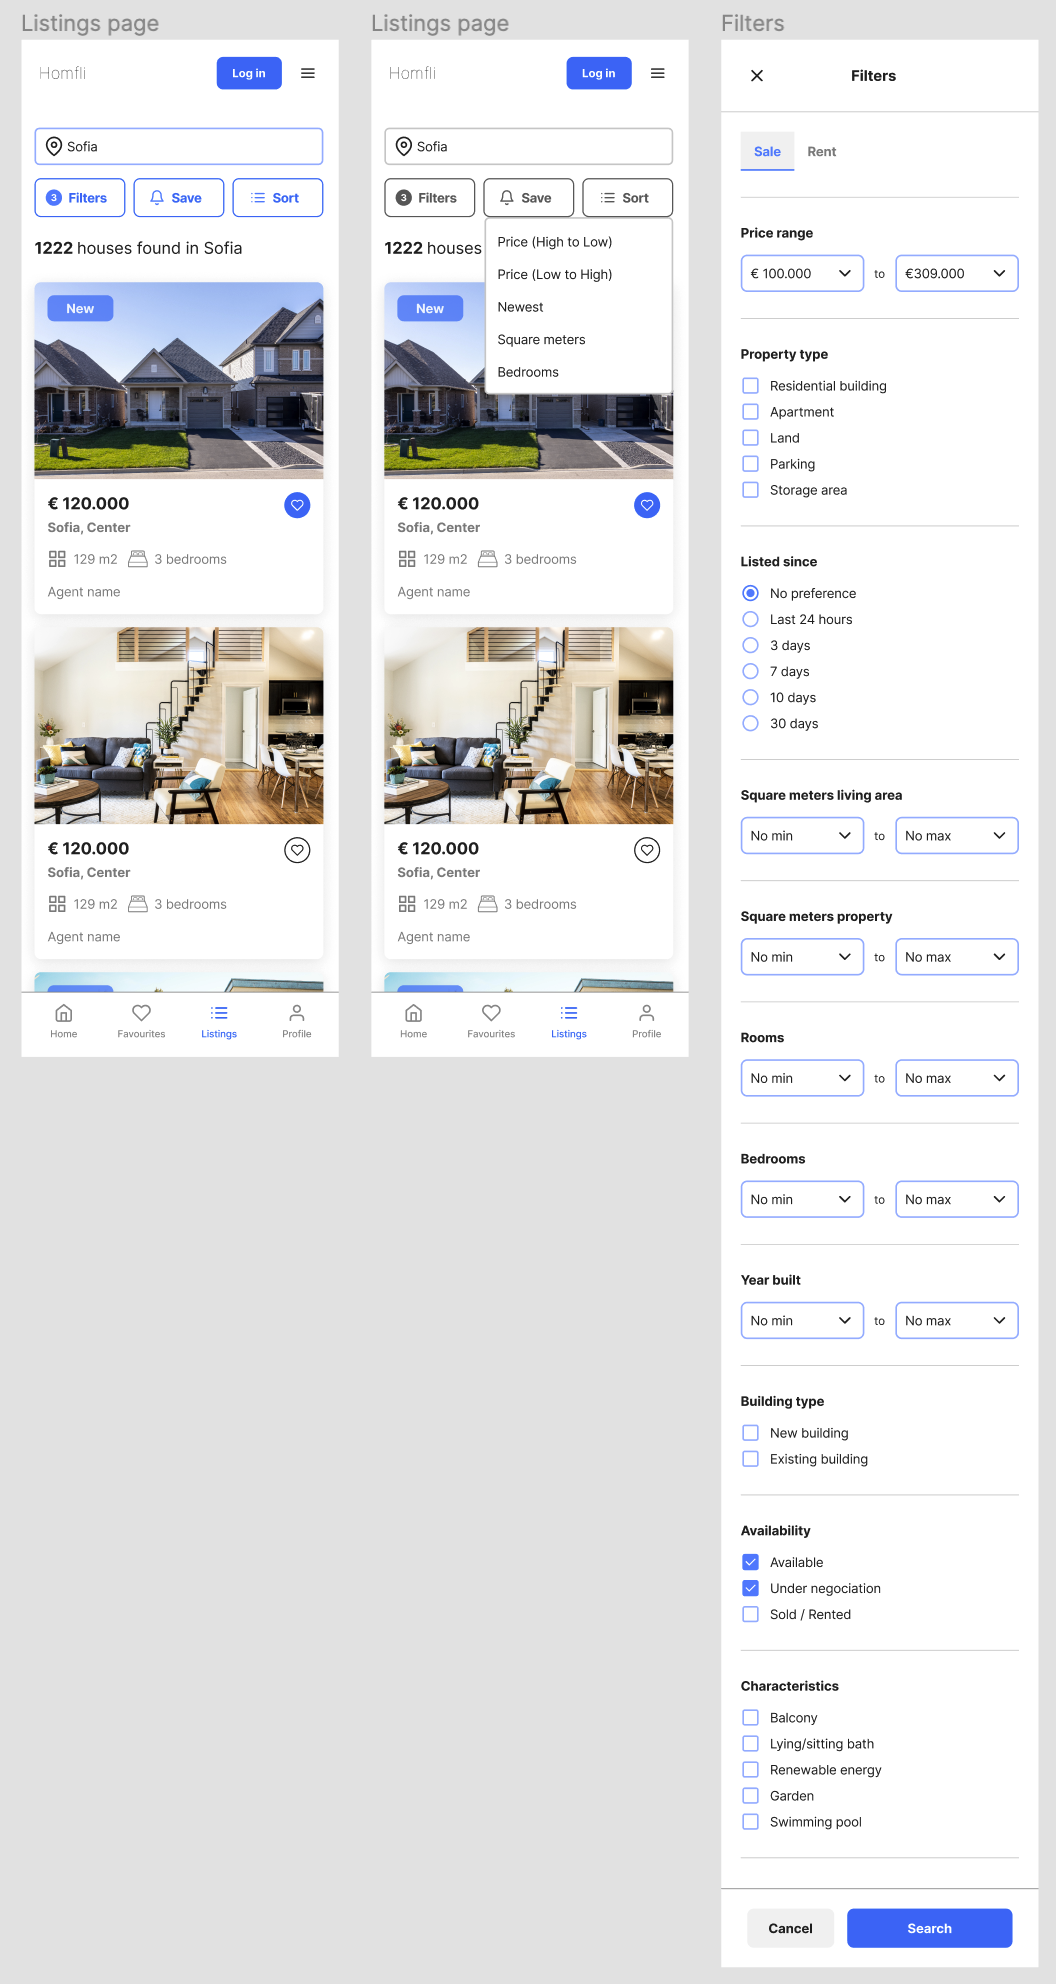 Listings page
Homfli
Log in
Sofia
3 Filters
Save
Sort
1222 houses found in Sofia
New
€ 120.000
Sofia, Center
129 m2
3 bedrooms
Agent name
€ 120.000
Sofia, Center
129 m2
3 bedrooms
Agent name
Home
Favourites
Listings
Profile
Listings page
Homfli
Log in
Sofia
3 Filters
Save
Sort
1222 houses
Price (High to Low)
Price (Low to High)
Newest
Square meters
Bedrooms
New
€ 120.000
Sofia, Center
129 m2
3 bedrooms
Agent name
€ 120.000
Sofia, Center
129 m2
3 bedrooms
Agent name
Home
Favourites
Listings
Profile
Filters
Filters
Sale
Rent
Price range
€ 100.000
to
€309.000
Property type
Residential building
Apartment
Land
Parking
Storage area
Listed since
No preference
Last 24 hours
3 days
7 days
10 days
30 days
Square meters living area
No min
to
No max
Square meters property
No min
to
No max
Rooms
No min
to
No max
Bedrooms
No min
to
No max
Year built
No min
to
No max
Building type
New building
Existing building
Availability
Available
Under negociation
Sold / Rented
Characteristics
Balcony
Lying/sitting bath
Renewable energy
Garden
Swimming pool
Cancel
Search